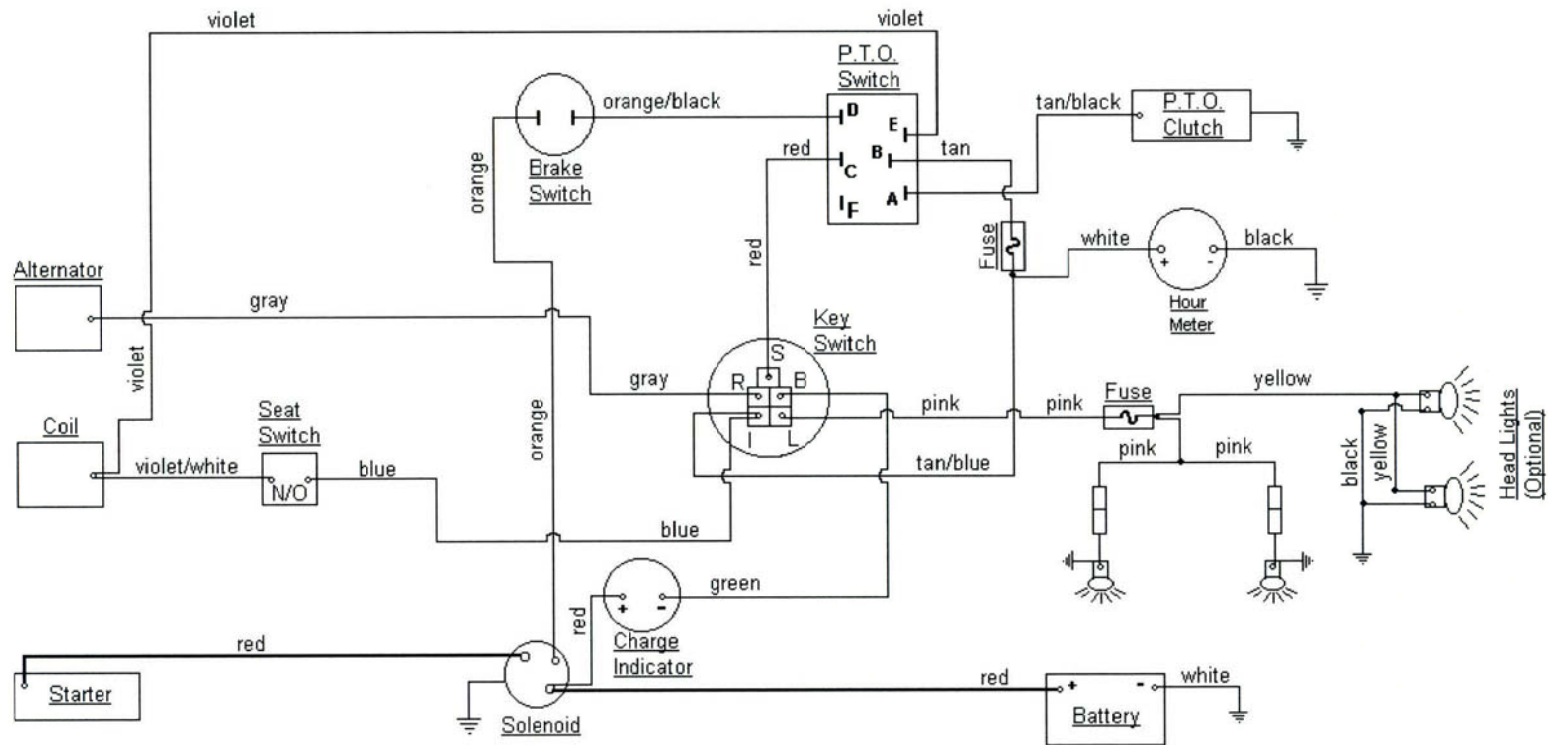 violet
violet
P.T.O.
Switch
orange/black
D
E
red
C
B
tan
F
A
tan/black
P.T.O.
Clutch
Brake
Switch
orange
red
Fuse
white
+
-
black
Hour
Meter
Alternator
gray
violet
Key
Switch
S
gray
R
B
I
L
pink
pink
Fuse
yellow
Coil
Seat
Switch
violet/white
N/O
blue
orange
tan/blue
blue
pink
pink
black
yellow
Head Lights
(Optional)
green
+
-
red
Charge
Indicator
red
Starter
Solenoid
red
+
-
white
Battery